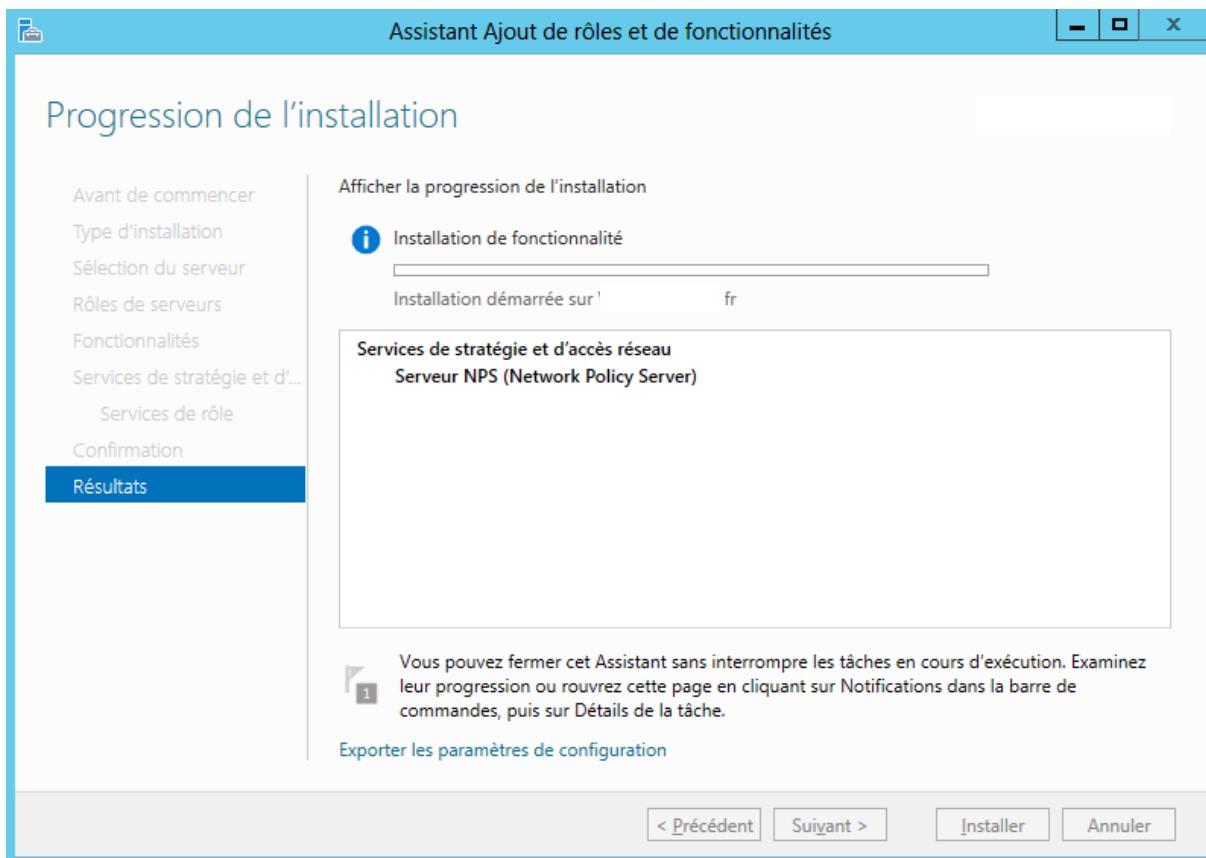 Assistant Ajout de rôles et de fonctionnalités
Progression de l'installation
Avant de commencer
Type d'installation
Sélection du serveur
Rôles de serveurs
Fonctionnalités
Services de stratégie et d'...
Services de rôle
Confirmation
Résultats
Afficher la progression de l'installation
Installation de fonctionnalité
Installation démarrée sur fr
Services de stratégie et d'accès réseau
Serveur NPS (Network Policy Server)
1
Vous pouvez fermer cet Assistant sans interrompre les tâches en cours d'exécution. Examinez
leur progression ou rouvrez cette page en cliquant sur Notifications dans la barre de
commandes, puis sur Détails de la tâche.
Exporter les paramètres de configuration
< Précédent
Suivant >
Installer
Annuler